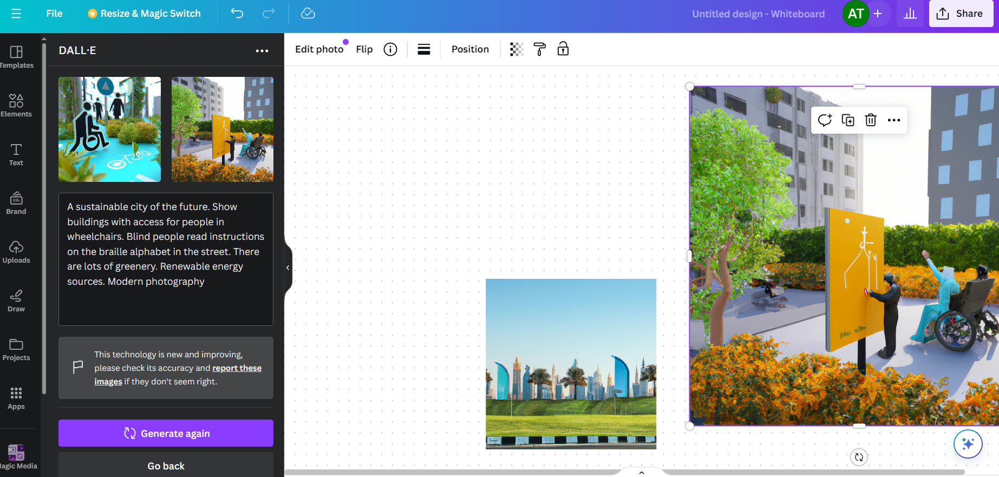 File
Resize & Magic Switch
Untitled design - Whiteboard
AT
Share
Templates
Elements
Text
CO.
Brand
Uploads
Draw
Projects
Apps
Magic Media
DALL·E
A sustainable city of the future. Show
buildings with access for people in
wheelchairs. Blind people read instructions
on the braille alphabet in the street. There
are lots of greenery. Renewable energy
sources. Modern photography
This technology is new and improving,
please check its accuracy and report these
images if they don't seem right.
Generate again
Go back
Edit photo
Flip
Position